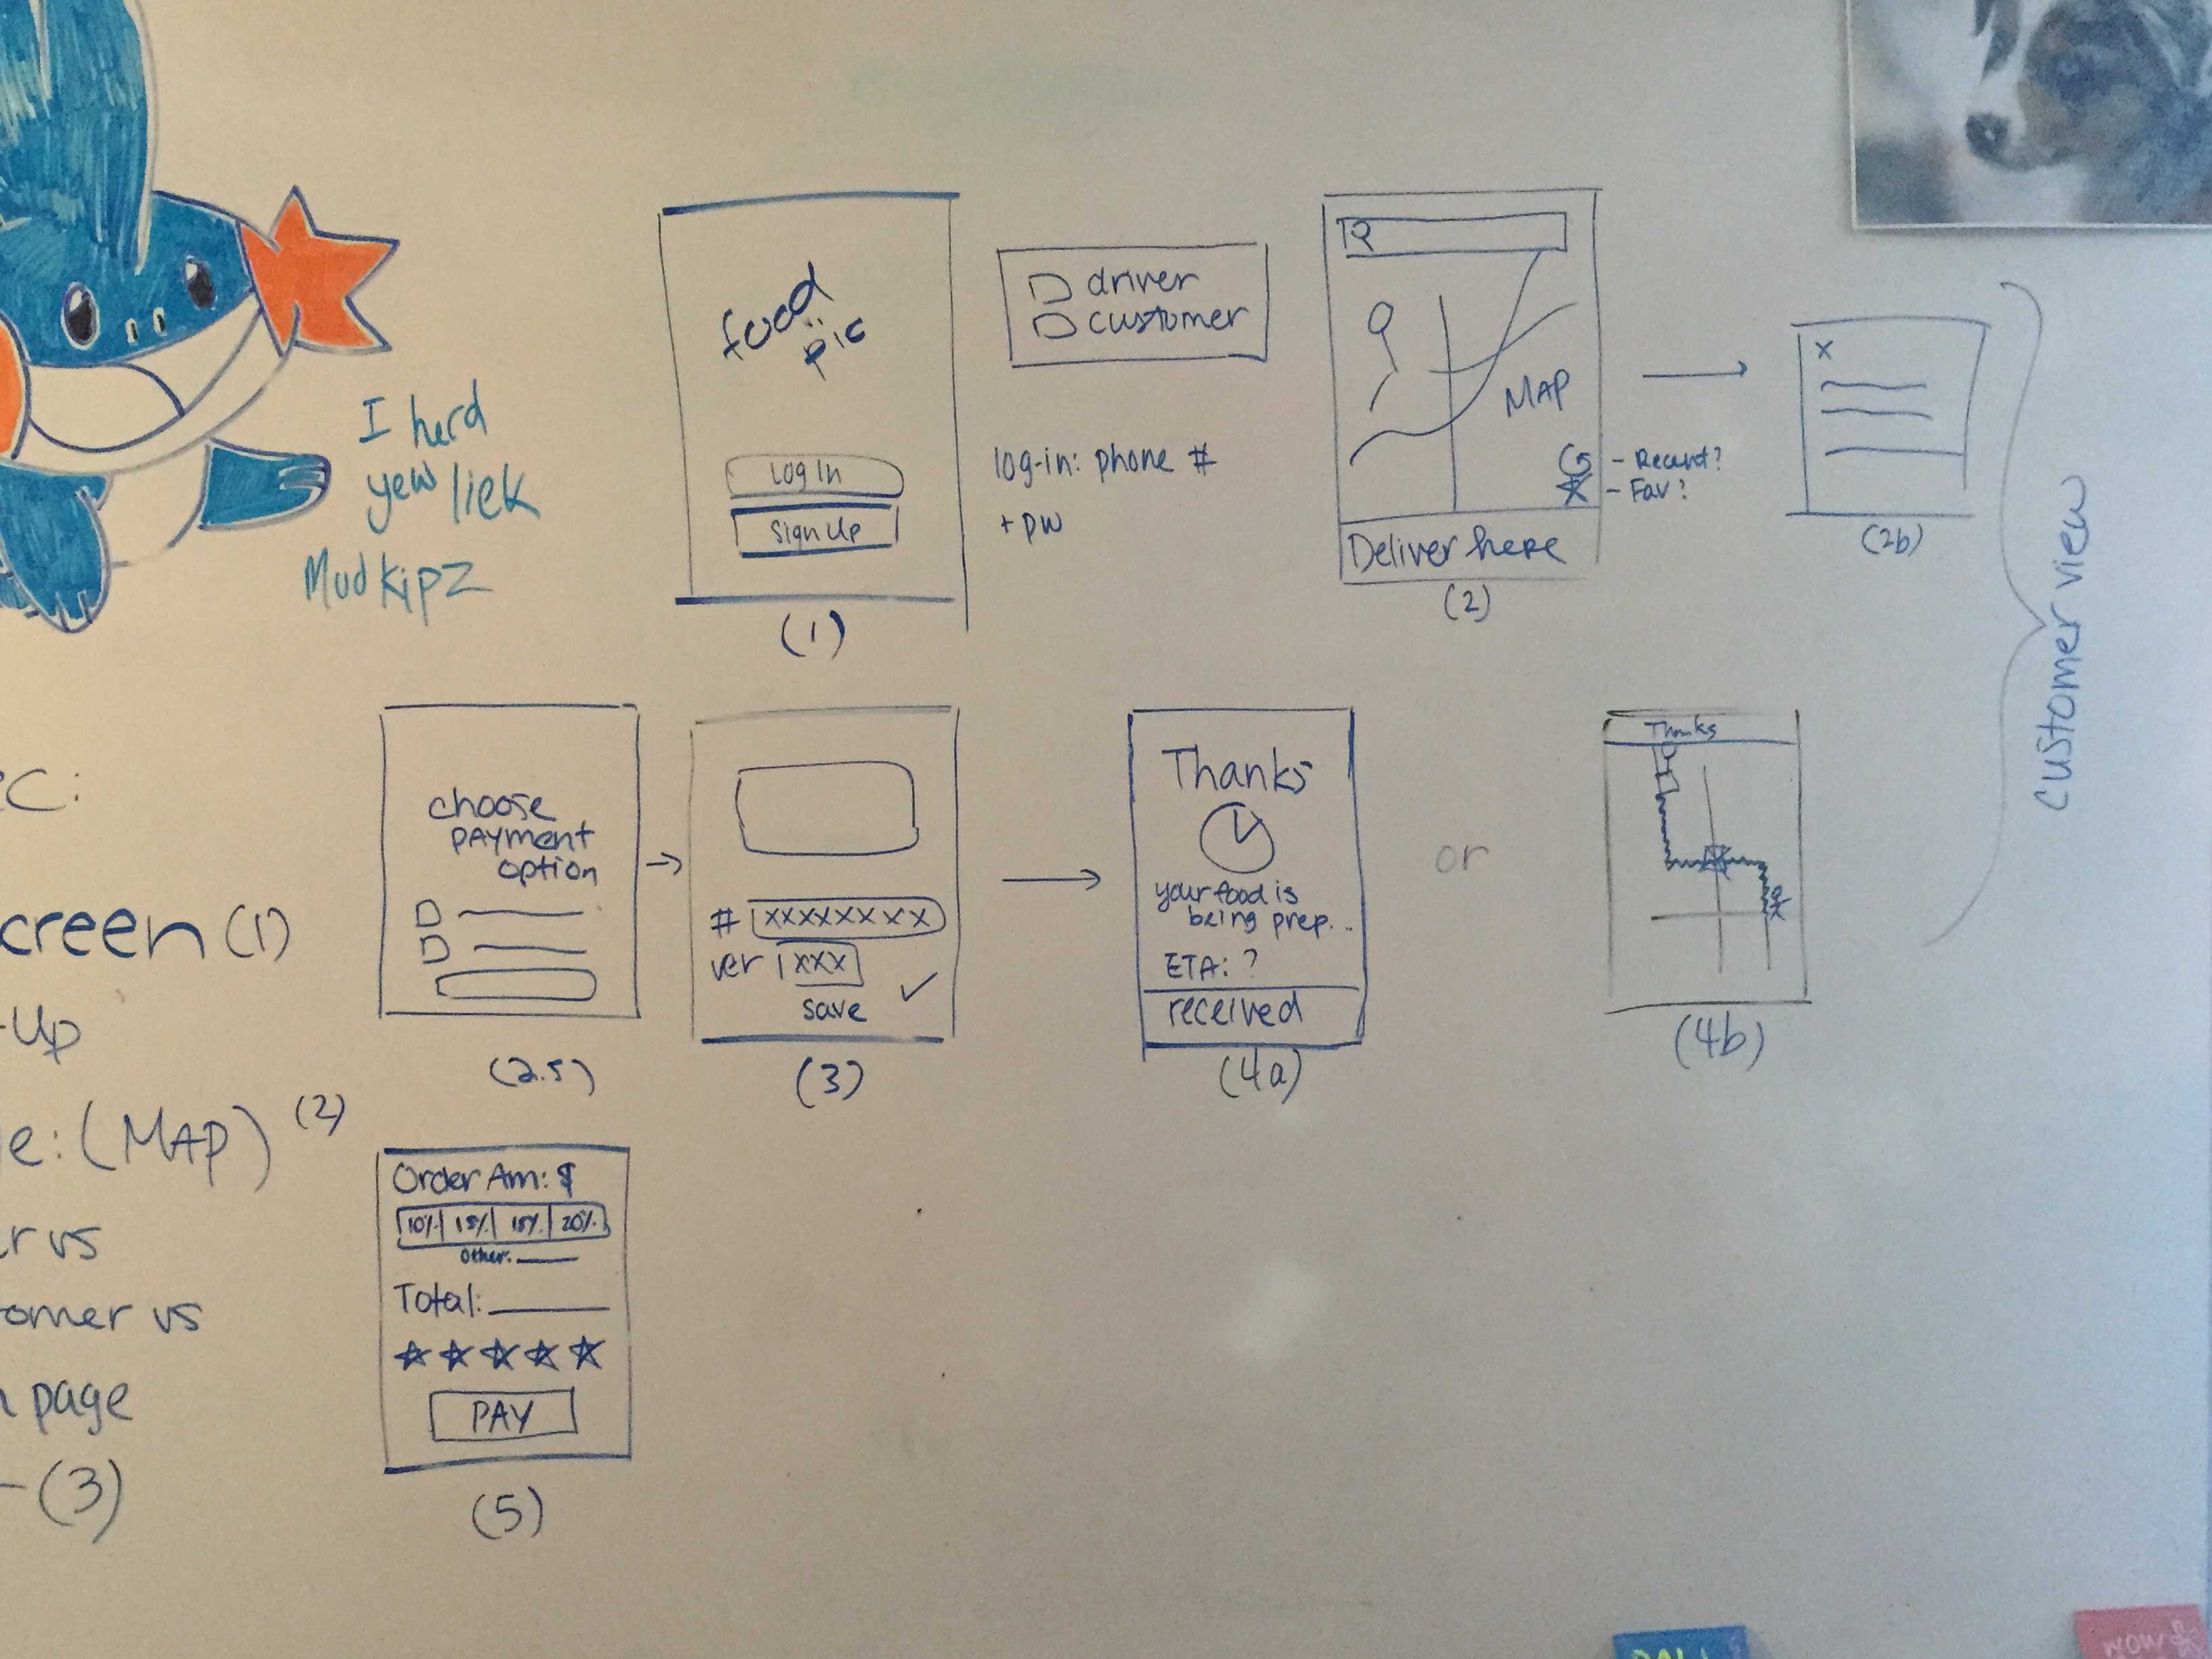 I herd
yew liek
Mudkipz
food
pic
Log In
Sign Up
(1)
driver
customer
log-in: phone #
+ pw
MAP
- Recent?
- Fav?
Deliver here
(2)
x
(2b)
customer view
C:
creen (1)
-Up
e: (MAP) (2)
r vs
omer vs
page
-(3)
choose
payment
option
(2.5)
# xxxxxxxx
ver xxx
save
(3)
Thanks
your food is
being prep...
ETA: ?
received
(4a)
or
Thanks
(4b)
Order Am: $
10% 15% 18% 20%
Other:
Total:
PAY
(5)
wow